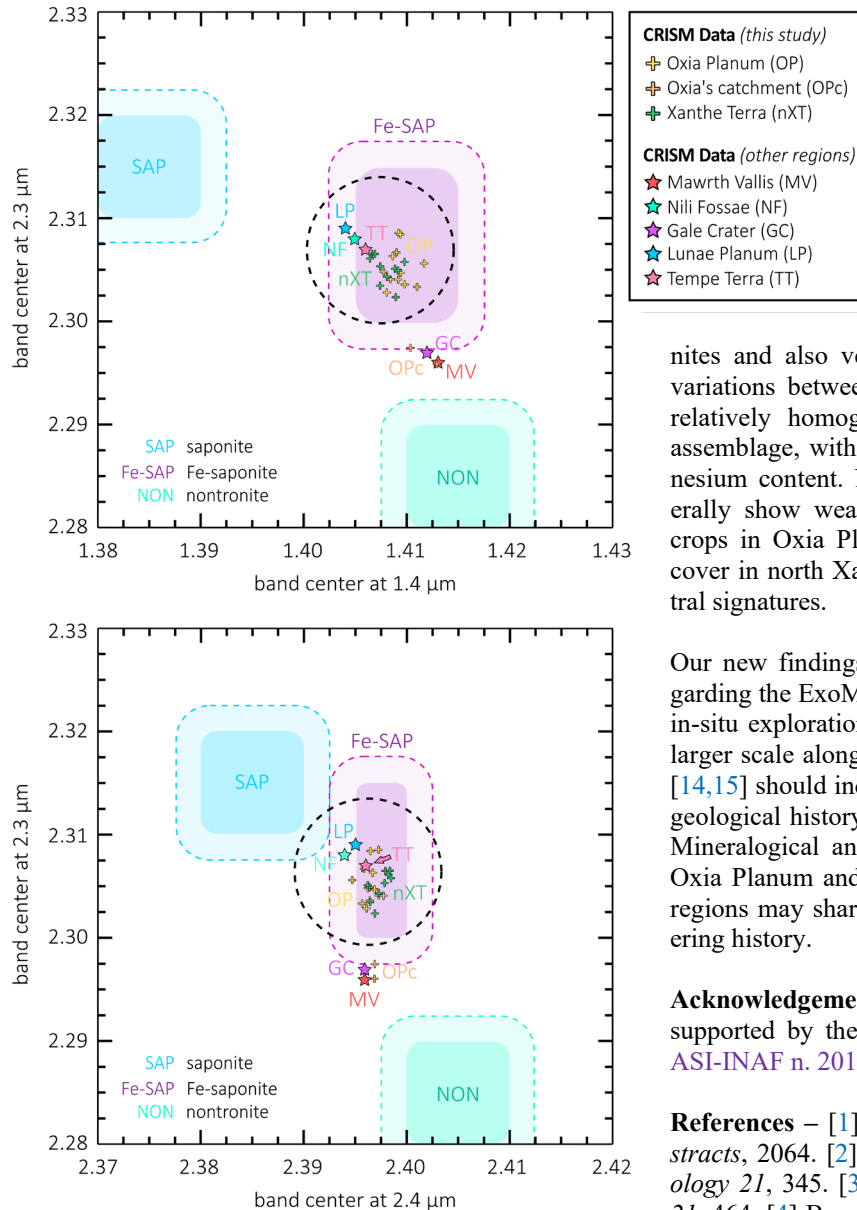 2.33
2.32
2.31
2.30
2.29
2.28
band center at 2.3 µm
Fe-SAP
SAP
LP
TT
NF
OP
nXT
GC
OPc
MV
NON
SAP saponite
Fe-SAP Fe-saponite
NON nontronite
1.38 1.39 1.40 1.41 1.42 1.43
band center at 1.4 µm
2.33
2.32
2.31
2.30
2.29
2.28
band center at 2.3 µm
Fe-SAP
SAP
LP
TT
NF
nXT
OP
GC
OPc
MV
NON
SAP saponite
Fe-SAP Fe-saponite
NON nontronite
2.37 2.38 2.39 2.40 2.41 2.42
band center at 2.4 µm
CRISM Data (this study)
Oxia Planum (OP)
Oxia's catchment (OPc)
Xanthe Terra (nXT)
CRISM Data (other regions)
Mawrth Vallis (MV)
Nili Fossae (NF)
Gale Crater (GC)
Lunae Planum (LP)
Tempe Terra (TT)
nites and also ve
variations betwee
relatively homog
assemblage, with
nesium content.
erally show wea
crops in Oxia Pl
cover in north Xa
tral signatures.
Our new findings
garding the ExoM
in-situ exploration
larger scale along
[14,15] should inc
geological history
Mineralogical an
Oxia Planum and
regions may shar
ering history.
Acknowledgeme
supported by the
ASI-INAF n. 201
References – [1]
stracts, 2064. [2]
ology 21, 345. [3